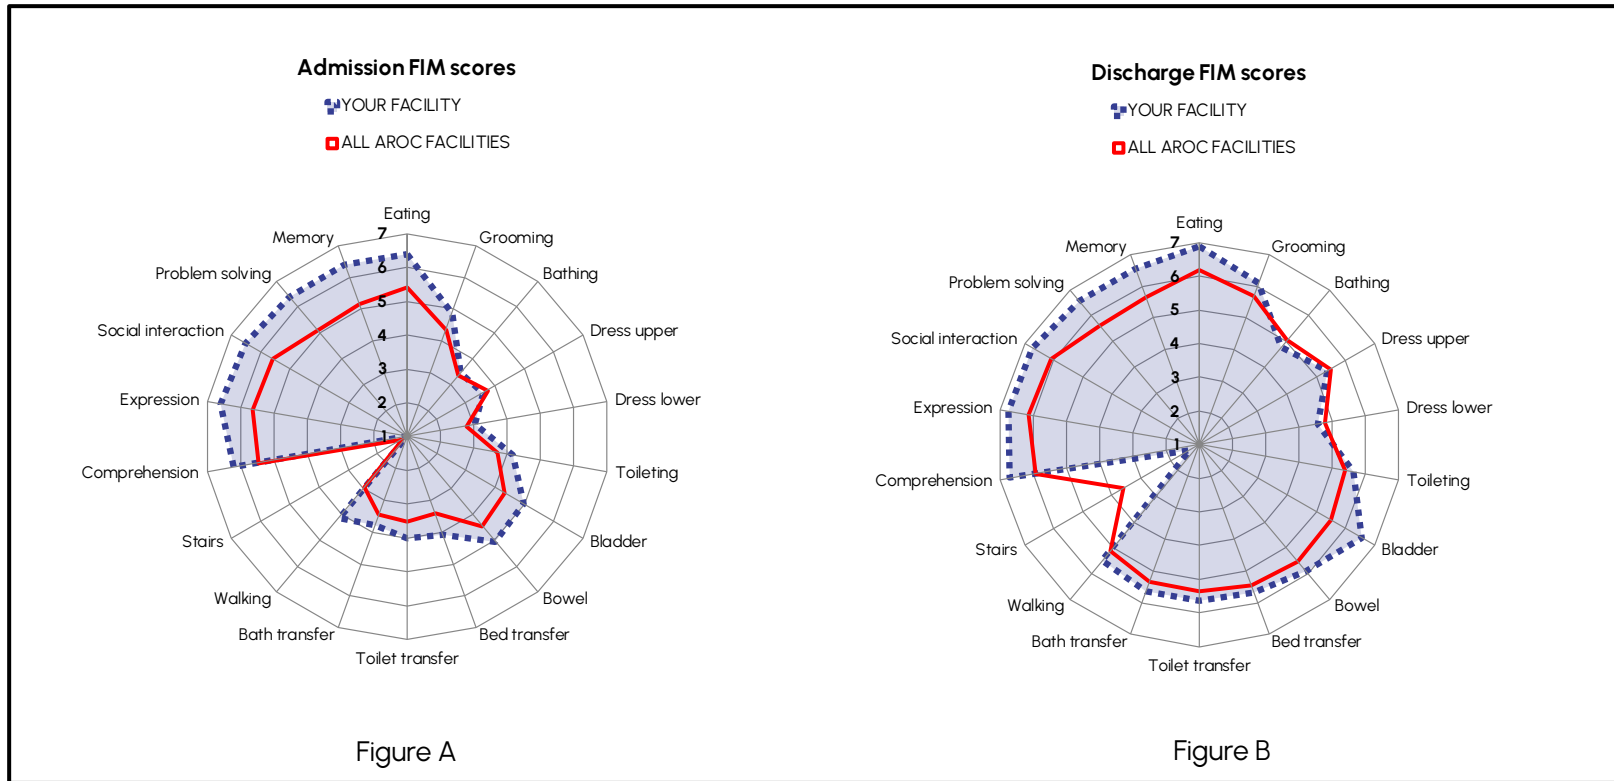 Admission FIM scores
YOUR FACILITY
ALL AROC FACILITIES
Eating
Grooming
Bathing
Dress upper
Dress lower
Toileting
Bladder
Bowel
Bed transfer
Toilet transfer
Bath transfer
Walking
Stairs
Comprehension
Expression
Social interaction
Problem solving
Memory
7
6
5
4
3
2
1
Figure A
Discharge FIM scores
YOUR FACILITY
ALL AROC FACILITIES
Eating
Grooming
Bathing
Dress upper
Dress lower
Toileting
Bladder
Bowel
Bed transfer
Toilet transfer
Bath transfer
Walking
Stairs
Comprehension
Expression
Social interaction
Problem solving
Memory
7
6
5
4
3
2
1
Figure B